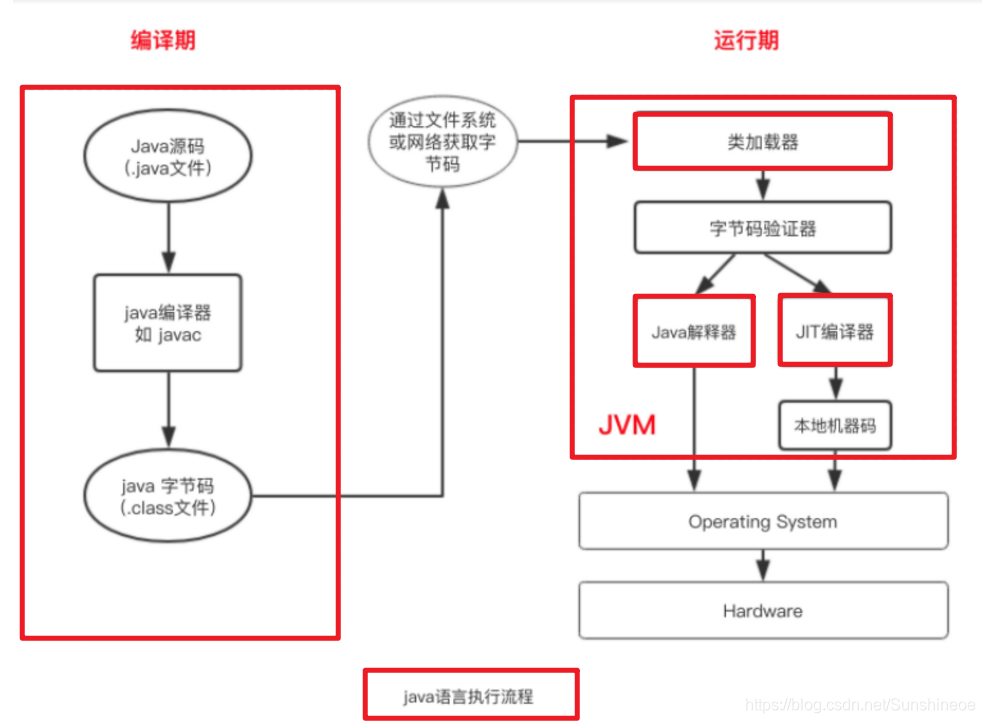 编译期
运行期
Java源码
(.java文件)
java编译器
如 javac
java 字节码
(.class文件)
通过文件系统
或网络获取字
节码
类加载器
字节码验证器
Java解释器
JIT编译器
JVM
本地机器码
Operating System
Hardware
java语言执行流程
https://blog.csdn.net/Sunshineoe